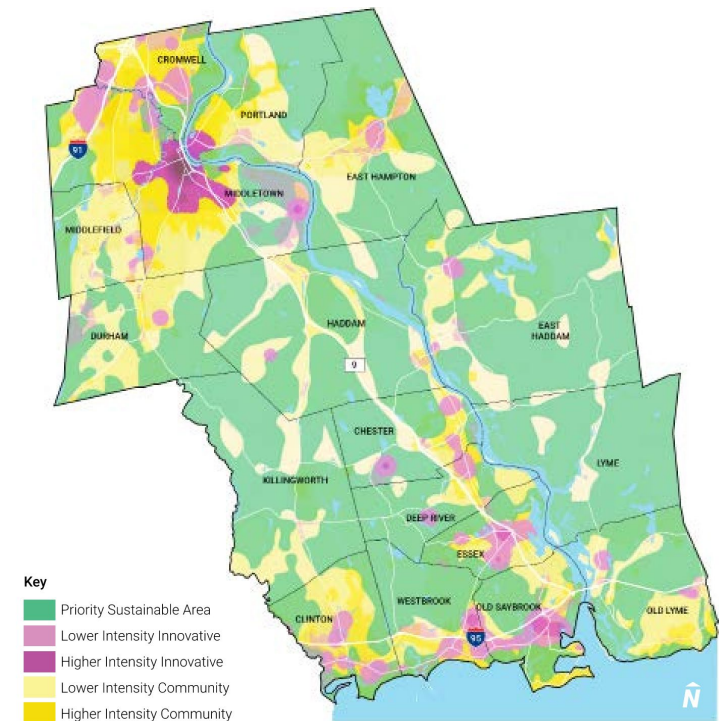 CROMWELL
PORTLAND
91
MIDDLETOWN
EAST HAMPTON
MIDDLEFIELD
DURHAM
HADDAM
EAST
HADDAM
9
CHESTER
LYME
KILLINGWORTH
DEEP RIVER
ESSEX
WESTBROOK
OLD SAYBROOK
OLD LYME
CLINTON
95
Key
Priority Sustainable Area
Lower Intensity Innovative
Higher Intensity Innovative
Lower Intensity Community
Higher Intensity Community
N